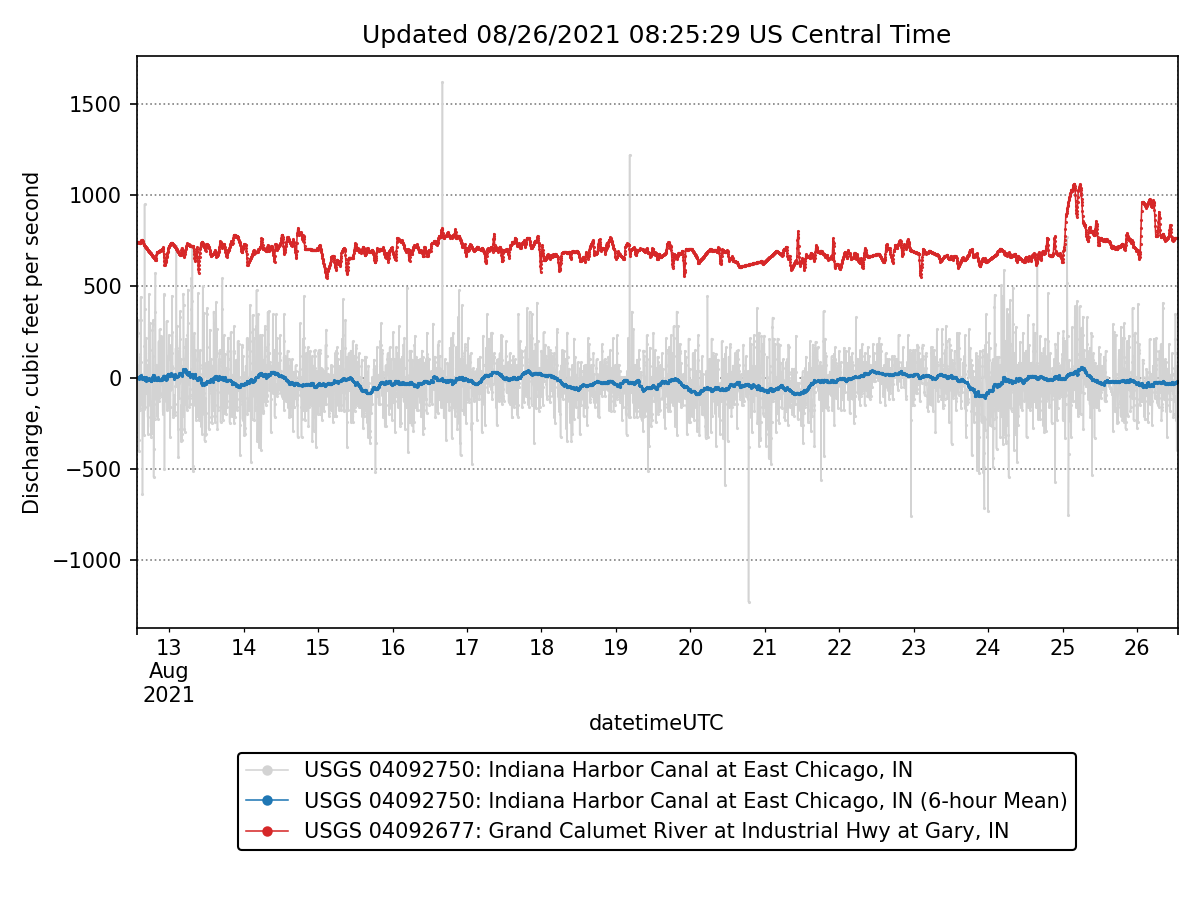 Updated 08/26/2021 08:25:29 US Central Time
Discharge, cubic feet per second
1500
1000
500
0
−500
−1000
13 14 15 16 17 18 19 20 21 22 23 24 25 26
Aug
2021
datetimeUTC
USGS 04092750: Indiana Harbor Canal at East Chicago, IN
USGS 04092750: Indiana Harbor Canal at East Chicago, IN (6-hour Mean)
USGS 04092677: Grand Calumet River at Industrial Hwy at Gary, IN